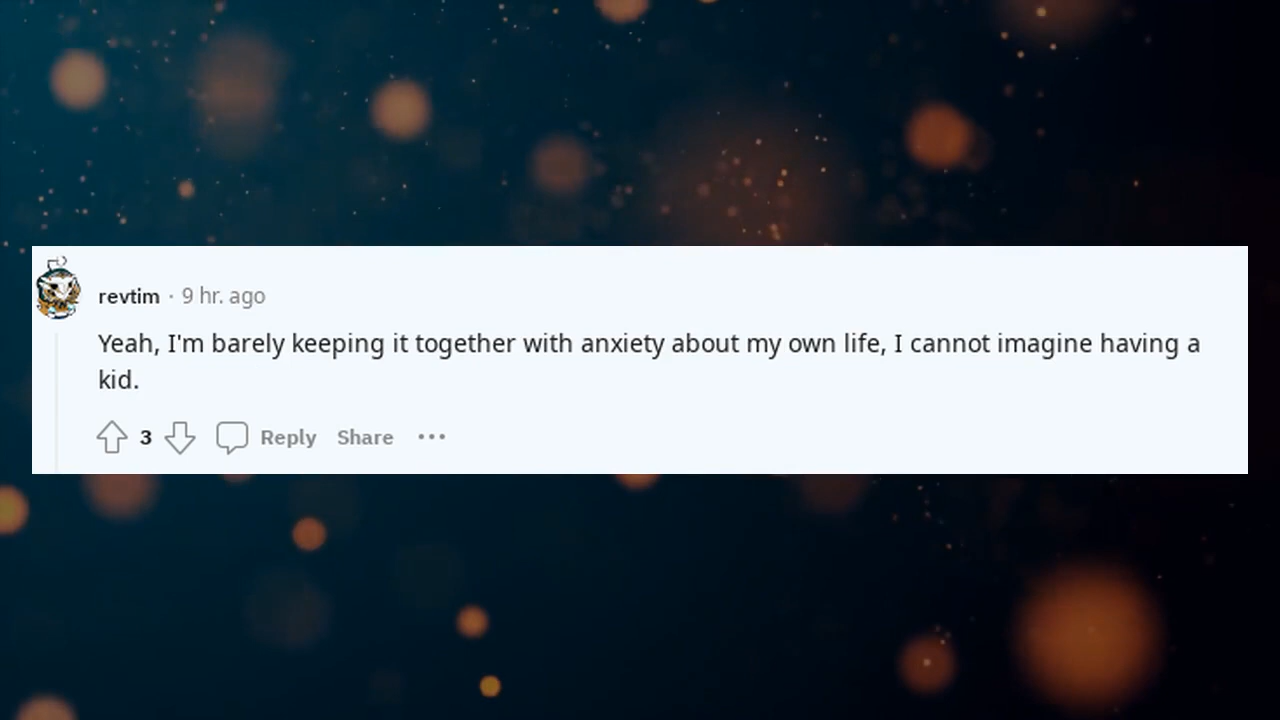 revtim · 9 hr. ago
Yeah, I'm barely keeping it together with anxiety about my own life, I cannot imagine having a
kid.
3 Reply Share ···